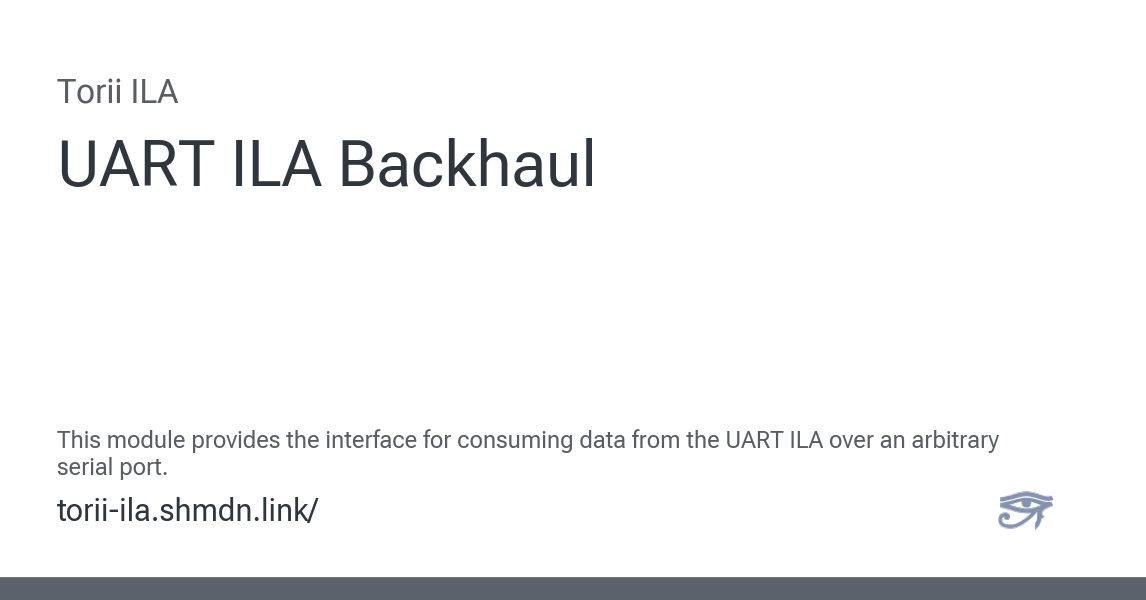 Torii ILA
UART ILA Backhaul
This module provides the interface for consuming data from the UART ILA over an arbitrary
serial port.
torii-ila.shmdn.link/